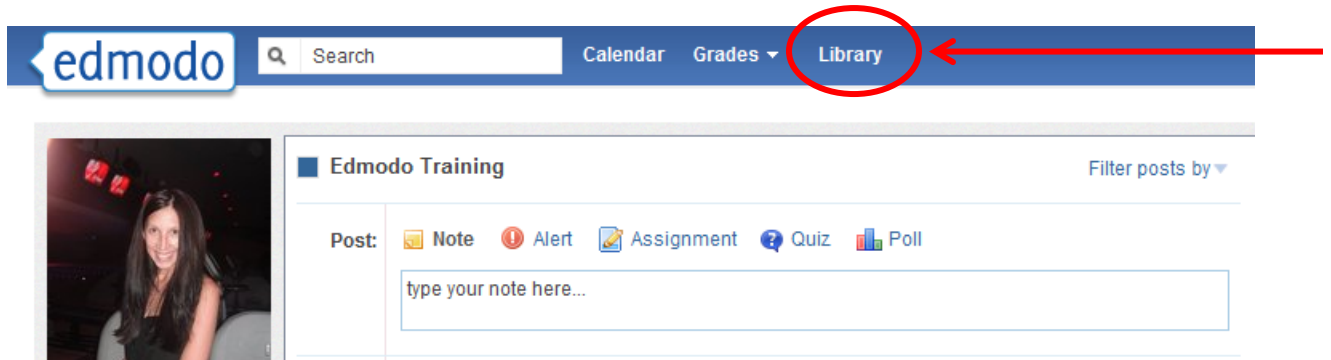 edmodo Search Calendar Grades Library
Edmodo Training Filter posts by
Post: Note Alert Assignment Quiz Poll
type your note here...